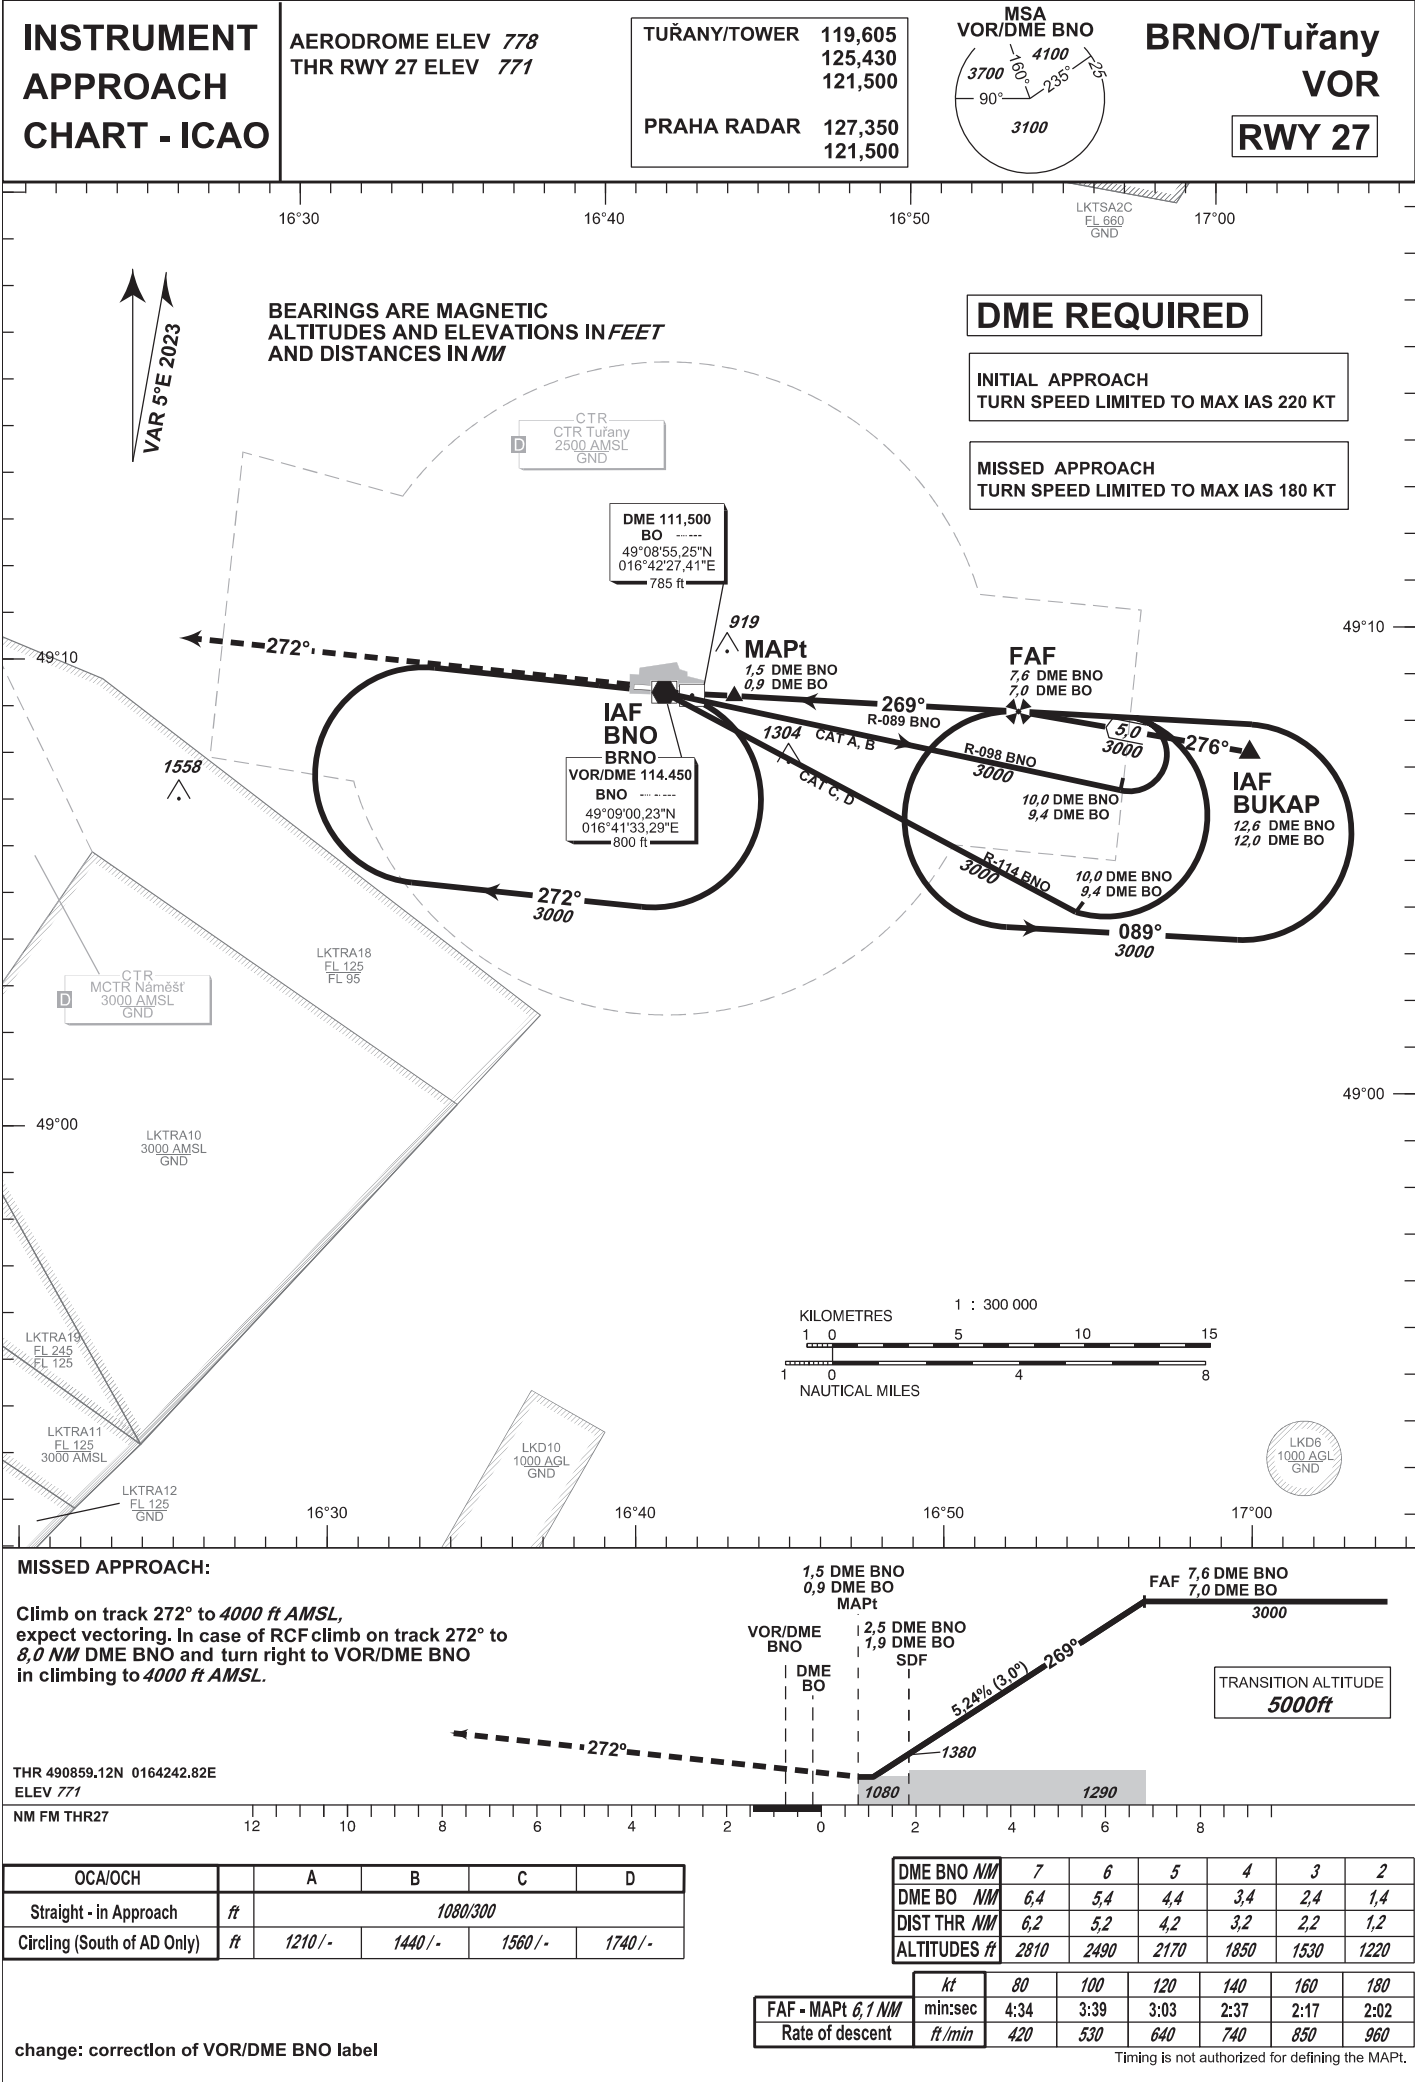 INSTRUMENT
APPROACH
CHART - ICAO
AERODROME ELEV 778
THR RWY 27 ELEV 771
TUŘANY/TOWER 119,605
125,430
121,500
PRAHA RADAR 127,350
121,500
MSA
VOR/DME BNO
4100
3700
160°
235°
25
90°
3100
BRNO/Tuřany
VOR
RWY 27
16°30
16°40
16°50
17°00
LKTSA2C
FL 660
GND
VAR 5°E 2023
BEARINGS ARE MAGNETIC
ALTITUDES AND ELEVATIONS IN FEET
AND DISTANCES IN NM
DME REQUIRED
INITIAL APPROACH
TURN SPEED LIMITED TO MAX IAS 220 KT
MISSED APPROACH
TURN SPEED LIMITED TO MAX IAS 180 KT
CTR
CTR Tuřany
D
2500 AMSL
GND
DME 111,500
BO
49°08'55,25"N
016°42'27,41"E
785 ft
919
MAPt
1,5 DME BNO
0,9 DME BO
FAF
7,6 DME BNO
7,0 DME BO
49°10
49°10
272°
269°
R-089 BNO
IAF
BNO
BRNO
VOR/DME 114.450
BNO
49°09'00,23"N
016°41'33,29"E
800 ft
1304
CAT A, B
CAT C, D
R-098 BNO
3000
5,0
3000
276°
IAF
BUKAP
12,6 DME BNO
12,0 DME BO
10,0 DME BNO
9,4 DME BO
1558
R-114 BNO
3000
10,0 DME BNO
9,4 DME BO
272°
3000
089°
3000
LKTRA18
FL 125
FL 95
CTR
MCTR Náměšť
D
3000 AMSL
GND
49°00
49°00
LKTRA10
3000 AMSL
GND
1 : 300 000
KILOMETRES
1 0 5 10 15
1 0 4 8
NAUTICAL MILES
LKTRA19
FL 245
FL 125
LKTRA11
FL 125
3000 AMSL
LKTRA12
FL 125
GND
LKD10
1000 AGL
GND
LKD6
1000 AGL
GND
16°30
16°40
16°50
17°00
MISSED APPROACH:
Climb on track 272° to 4000 ft AMSL,
expect vectoring. In case of RCF climb on track 272° to
8,0 NM DME BNO and turn right to VOR/DME BNO
in climbing to 4000 ft AMSL.
1,5 DME BNO
0,9 DME BO
MAPt
VOR/DME
BNO
DME
BO
2,5 DME BNO
1,9 DME BO
SDF
FAF 7,6 DME BNO
7,0 DME BO
3000
5,24% (3,0°)
269°
TRANSITION ALTITUDE
5000ft
272°
1380
1080
1290
THR 490859.12N 0164242.82E
ELEV 771
NM FM THR27
12 10 8 6 4 2 0 2 4 6 8
OCA/OCH A B C D
Straight - in Approach ft 1080/300
Circling (South of AD Only) ft 1210 / - 1440 / - 1560 / - 1740 / -
DME BNO NM 7 6 5 4 3 2
DME BO NM 6,4 5,4 4,4 3,4 2,4 1,4
DIST THR NM 6,2 5,2 4,2 3,2 2,2 1,2
ALTITUDES ft 2810 2490 2170 1850 1530 1220
kt 80 100 120 140 160 180
FAF - MAPt 6,1 NM min:sec 4:34 3:39 3:03 2:37 2:17 2:02
Rate of descent ft/min 420 530 640 740 850 960
Timing is not authorized for defining the MAPt.
change: correction of VOR/DME BNO label